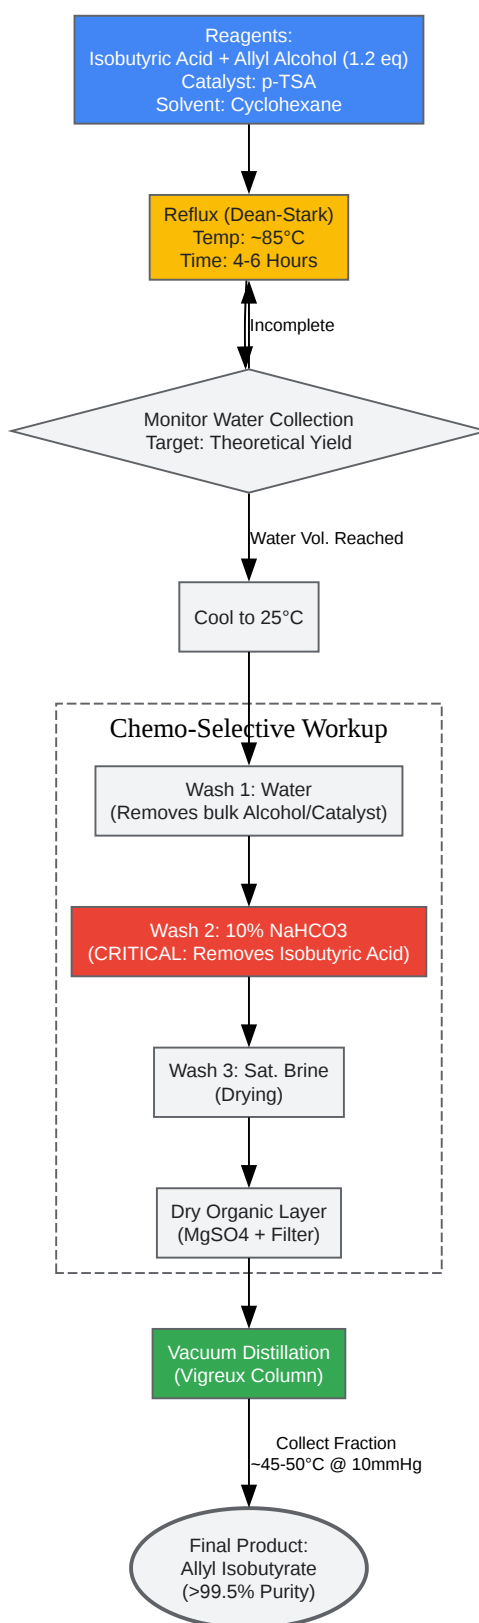 Reagents:
Isobutyric Acid + Allyl Alcohol (1.2 eq)
Catalyst: p-TSA
Solvent: Cyclohexane
Reflux (Dean-Stark)
Temp: ~85°C
Time: 4-6 Hours
Incomplete
Monitor Water Collection
Target: Theoretical Yield
Water Vol. Reached
Cool to 25°C
Chemo-Selective Workup
Wash 1: Water
(Removes bulk Alcohol/Catalyst)
Wash 2: 10% NaHCO3
(CRITICAL: Removes Isobutyric Acid)
Wash 3: Sat. Brine
(Drying)
Dry Organic Layer
(MgSO4 + Filter)
Vacuum Distillation
(Vigreux Column)
Collect Fraction
~45-50°C @ 10mmHg
Final Product:
Allyl Isobutyrate
(>99.5% Purity)